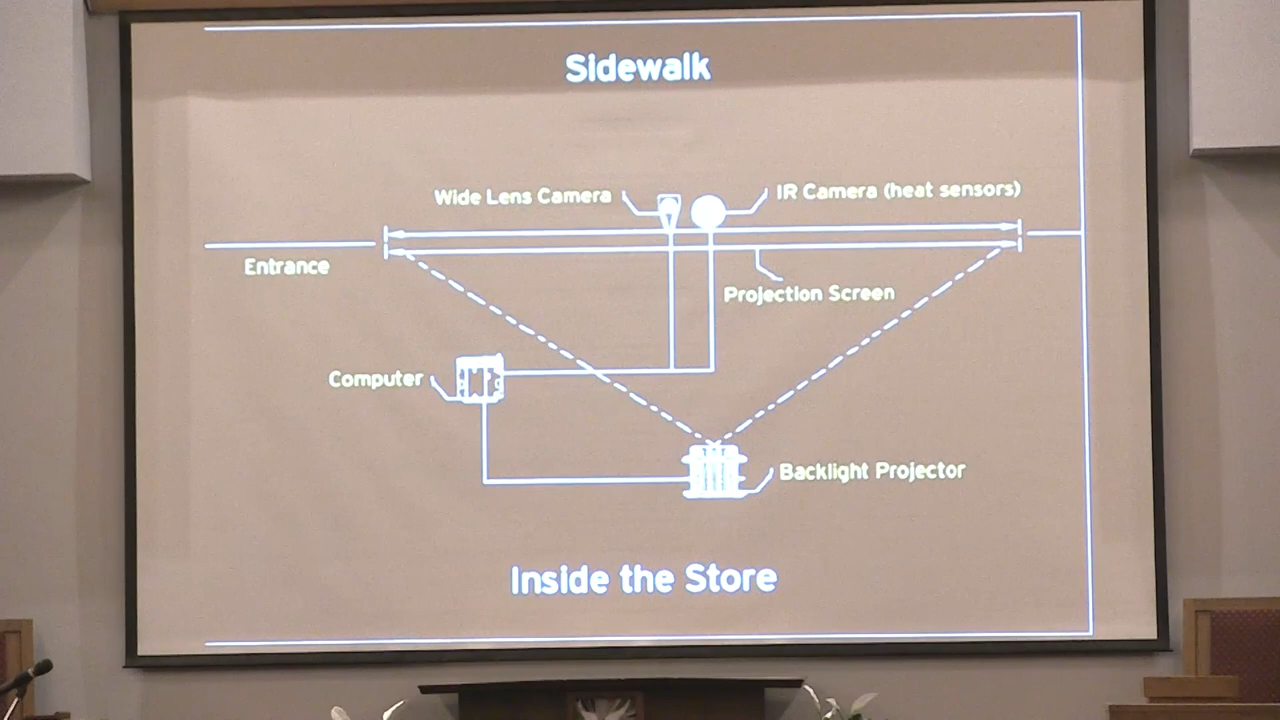 Sidewalk
Wide Lens Camera
IR Camera (heat sensors)
Entrance
Projection Screen
Computer
Backlight Projector
Inside the Store